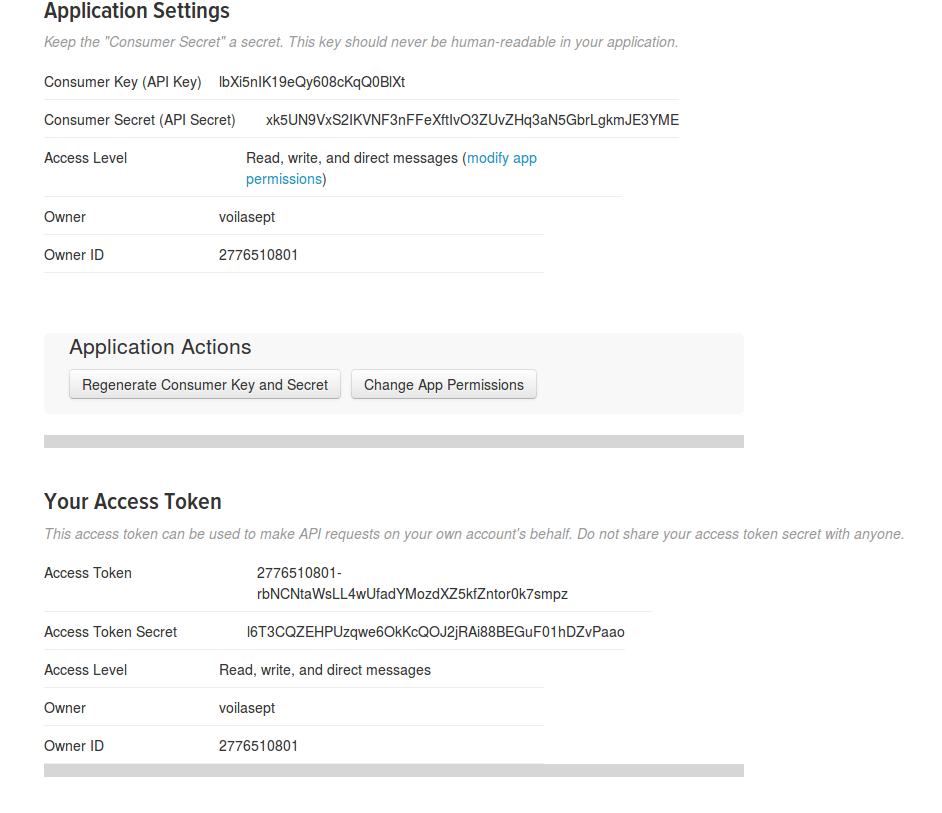 Application Settings
Keep the "Consumer Secret" a secret. This key should never be human-readable in your application.
Consumer Key (API Key) lbXi5nIK19eQy608cKqQ0BlXt
Consumer Secret (API Secret) xk5UN9VxS2IKVNF3nFFeXftIvO3ZUvZHq3aN5GbrLgkmJE3YME
Access Level Read, write, and direct messages (modify app
permissions)
Owner voilasept
Owner ID 2776510801
Application Actions
Regenerate Consumer Key and Secret Change App Permissions
Your Access Token
This access token can be used to make API requests on your own account's behalf. Do not share your access token secret with anyone.
Access Token 2776510801-
rbNCNtaWsLL4wUfadYMozdXZ5kfZntor0k7smpz
Access Token Secret l6T3CQZEHPUzqwe6OkKcQOJ2jRAi88BEGuF01hDZvPaao
Access Level Read, write, and direct messages
Owner voilasept
Owner ID 2776510801